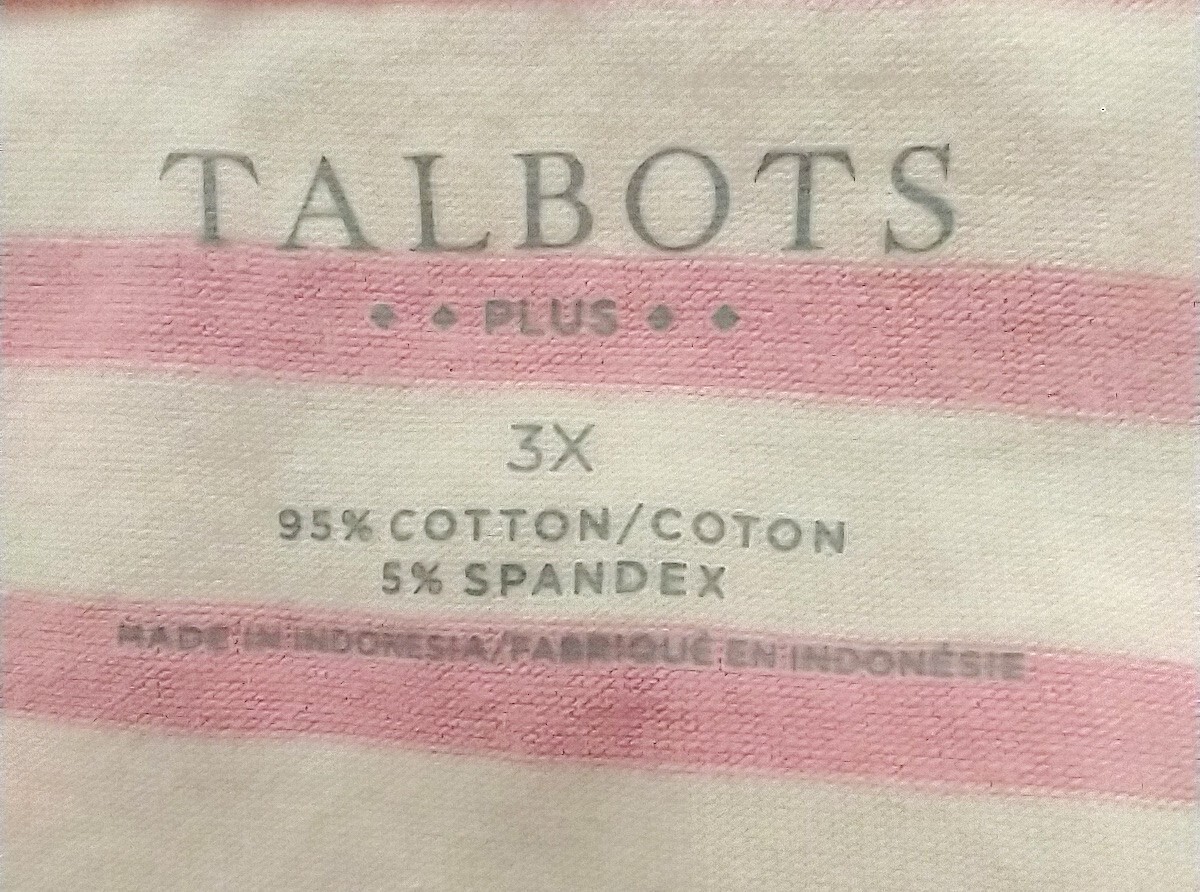 TALBOTS
PLUS
3X
95% COTTON/COTON
5% SPANDEX
MADE IN INDONESIA/FABRIQUÉ EN INDONÉSIE